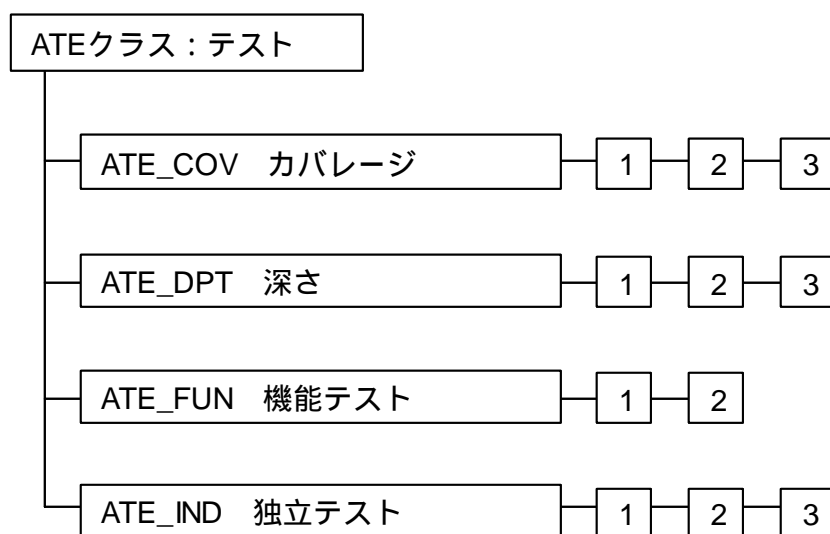 ATEクラス：テスト
ATE_COV　カバレージ 1 2 3
ATE_DPT　深さ 1 2 3
ATE_FUN　機能テスト 1 2
ATE_IND　独立テスト 1 2 3